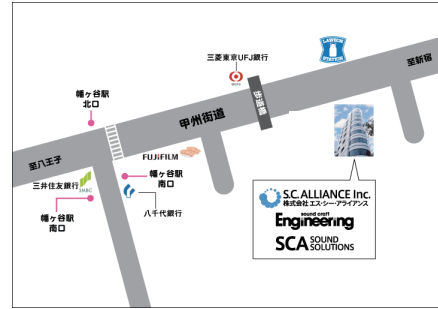 LAWSON
STATION
三菱東京UFJ銀行
MUFG
至新宿
歩道橋
幡ヶ谷駅
北口
甲州街道
至八王子
FUJIFILM
三井住友銀行
SMBC
幡ヶ谷駅
南口
幡ヶ谷駅
南口
八千代銀行
S.C. ALLIANCE Inc.
株式会社 エス・シー・アライアンス
sound craft
Engineering
SCA SOUND
SOLUTIONS